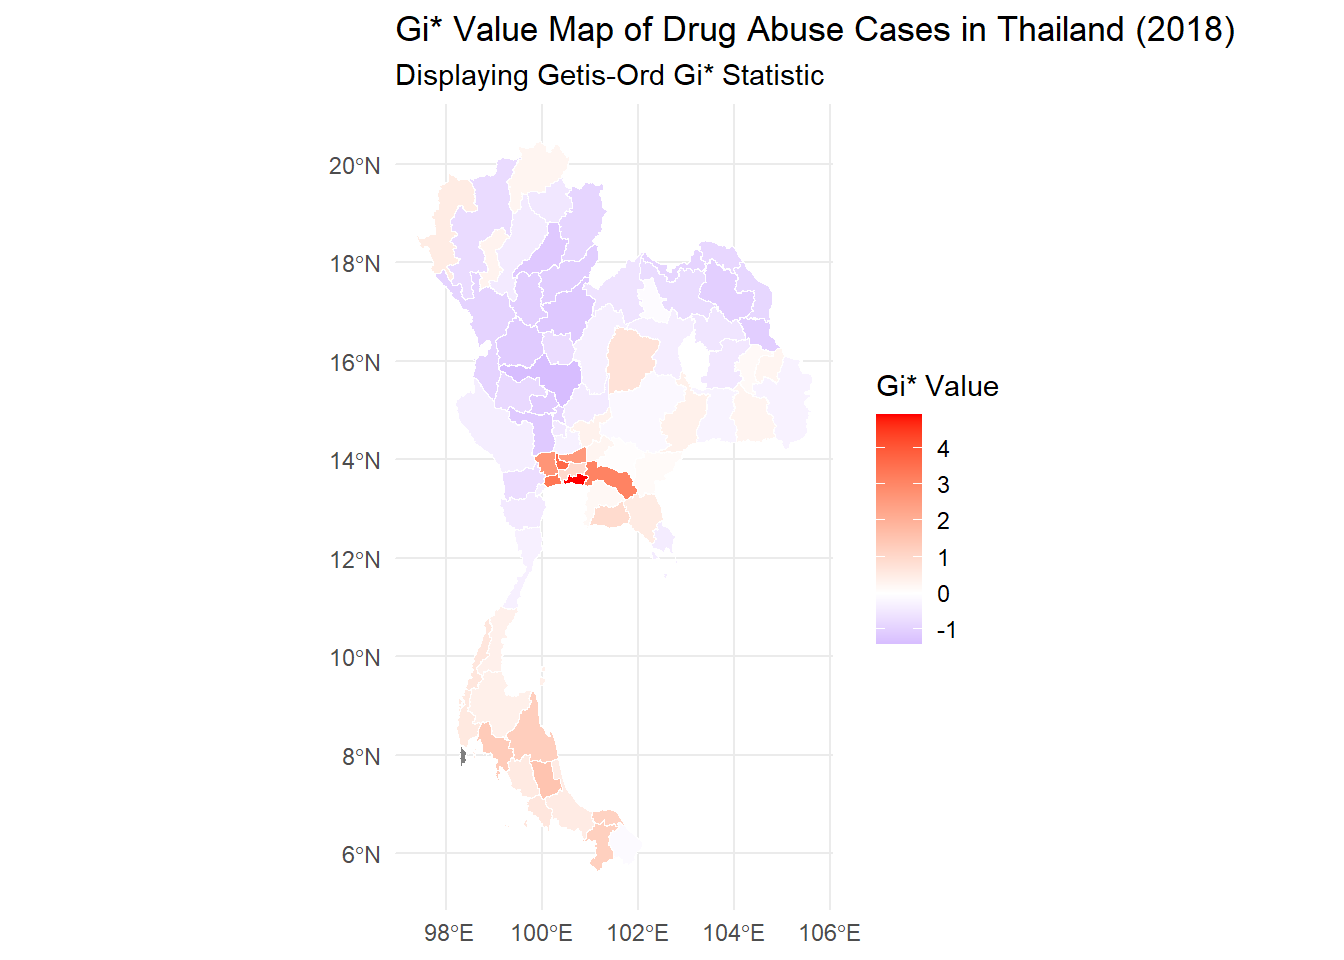 Gi* Value Map of Drug Abuse Cases in Thailand (2018)
Displaying Getis-Ord Gi* Statistic
20°N
18°N
16°N
14°N
12°N
10°N
8°N
6°N
98°E 100°E 102°E 104°E 106°E
Gi* Value
4
3
2
1
0
-1